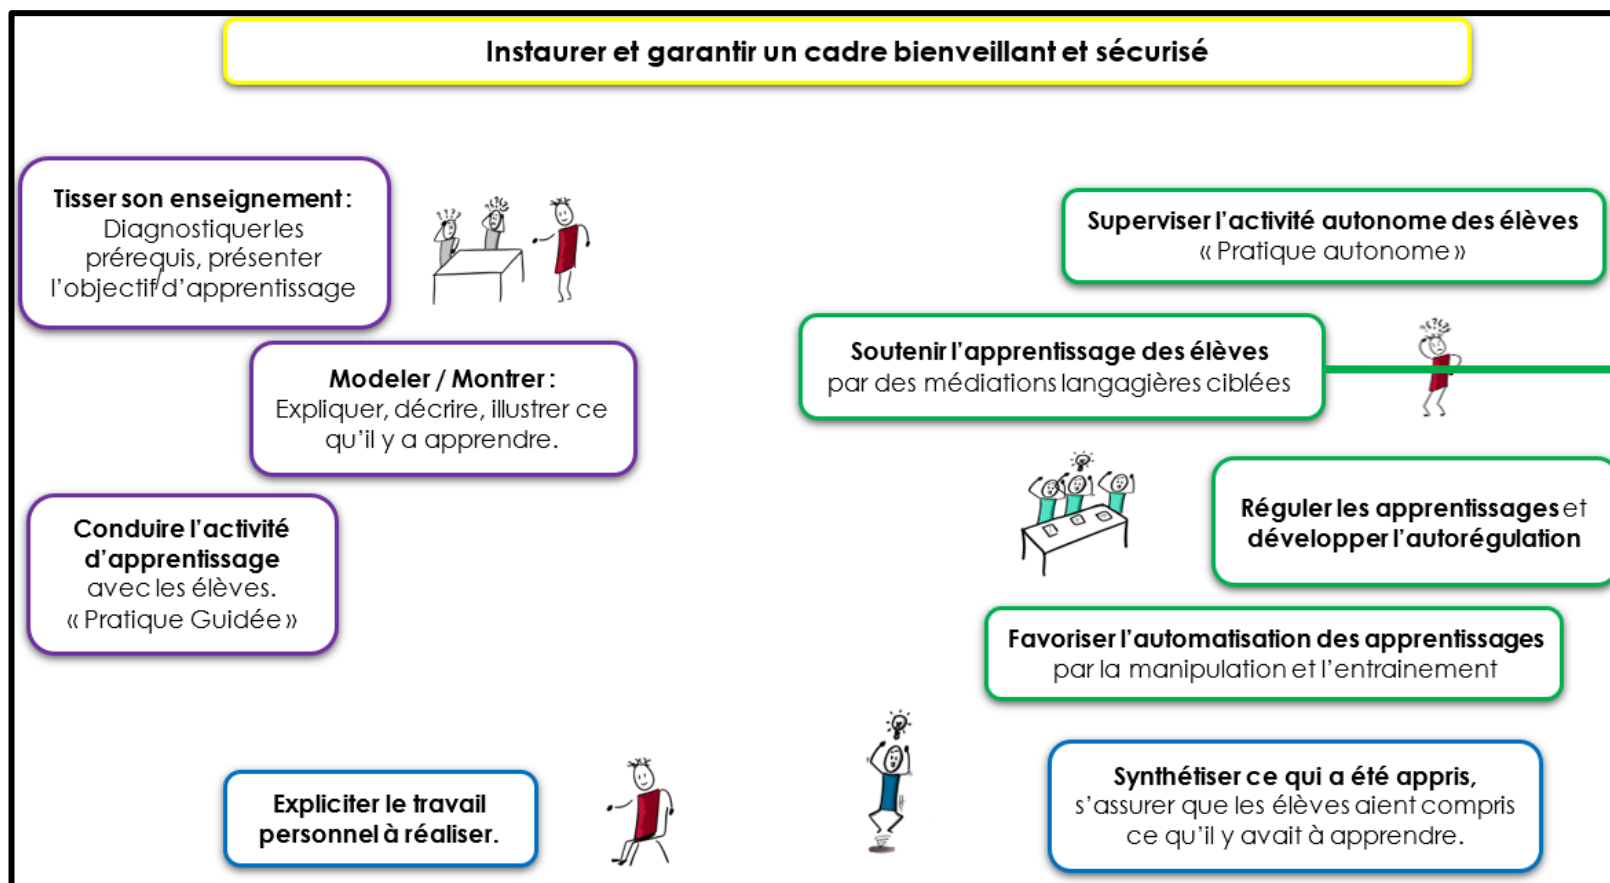 Instaurer et garantir un cadre bienveillant et sécurisé
Tisser son enseignement :
Diagnostiquer les
prérequis, présenter
l'objectif d'apprentissage
Modeler / Montrer :
Expliquer, décrire, illustrer ce
qu'il y a apprendre.
Conduire l'activité
d'apprentissage
avec les élèves.
« Pratique Guidée »
Superviser l'activité autonome des élèves
« Pratique autonome »
Soutenir l'apprentissage des élèves
par des médiations langagières ciblées
Réguler les apprentissages et
développer l'autorégulation
Favoriser l'automatisation des apprentissages
par la manipulation et l'entrainement
Expliciter le travail
personnel à réaliser.
Synthétiser ce qui a été appris,
s'assurer que les élèves aient compris
ce qu'il y avait à apprendre.